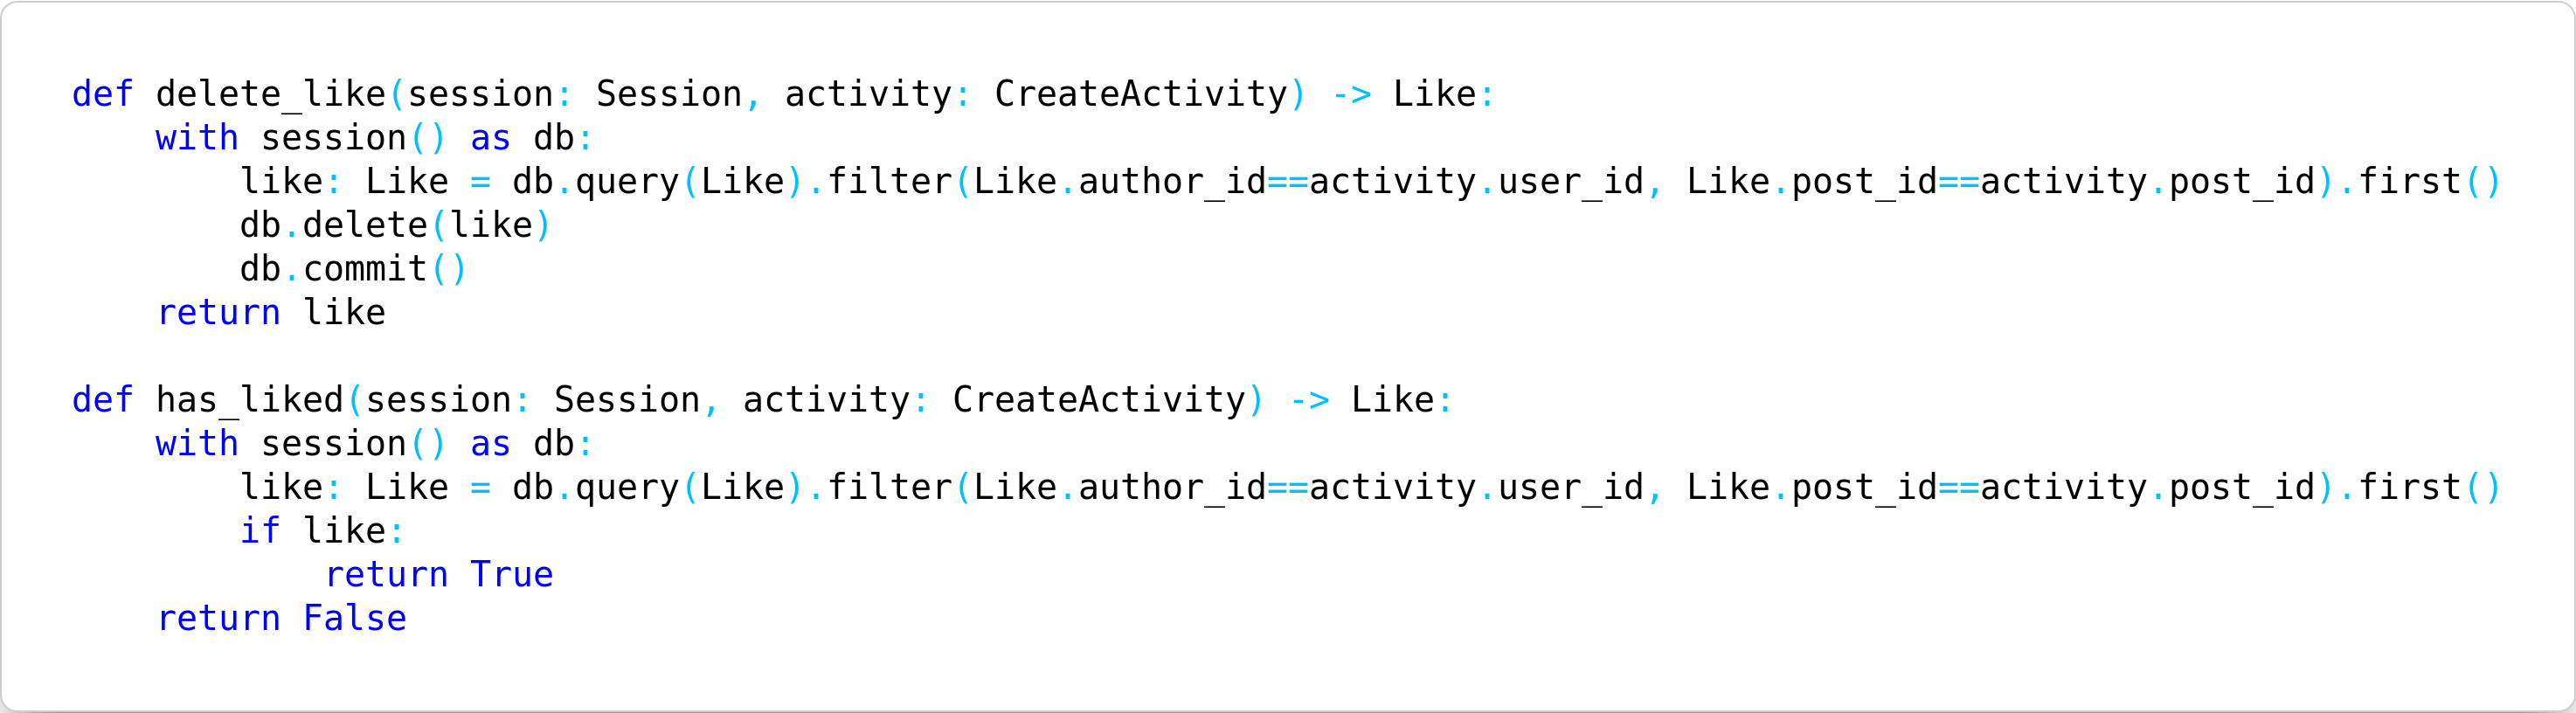 def delete_like(session: Session, activity: CreateActivity) -> Like:
    with session() as db:
        like: Like = db.query(Like).filter(Like.author_id==activity.user_id, Like.post_id==activity.post_id).first()
        db.delete(like)
        db.commit()
    return like

def has_liked(session: Session, activity: CreateActivity) -> Like:
    with session() as db:
        like: Like = db.query(Like).filter(Like.author_id==activity.user_id, Like.post_id==activity.post_id).first()
        if like:
            return True
    return False